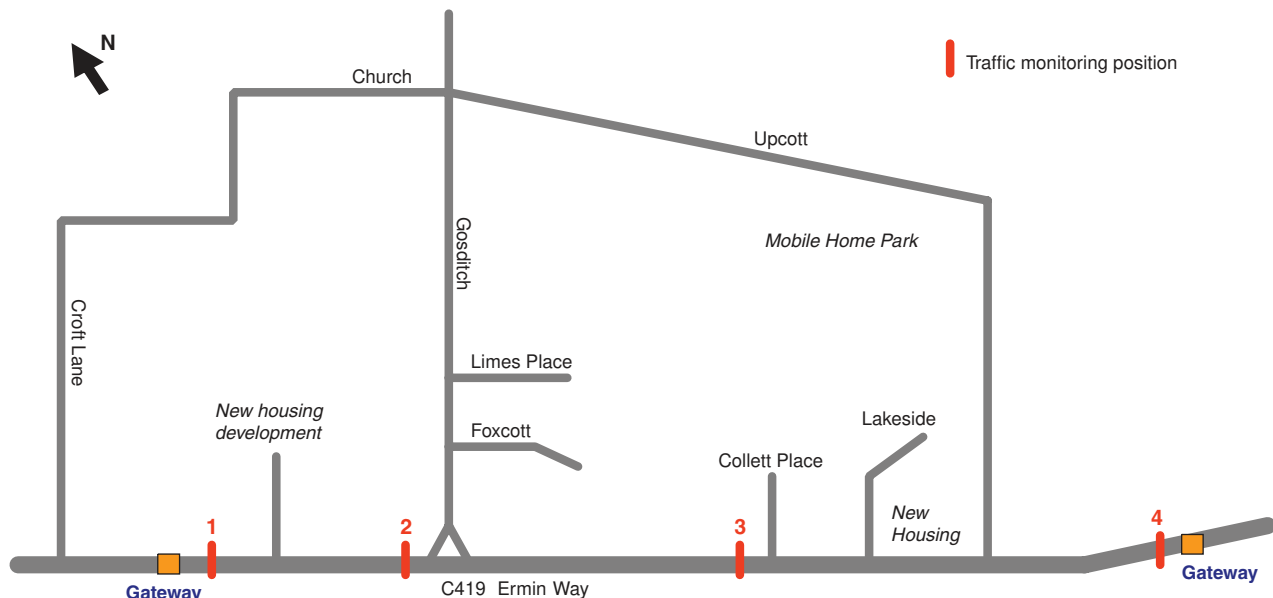 N
Church
Traffic monitoring position
Upcott
Gosditch
Mobile Home Park
Croft Lane
Limes Place
New housing
development
Foxcott
Lakeside
Collett Place
New
Housing
1
2
3
4
Gateway
C419 Ermin Way
Gateway